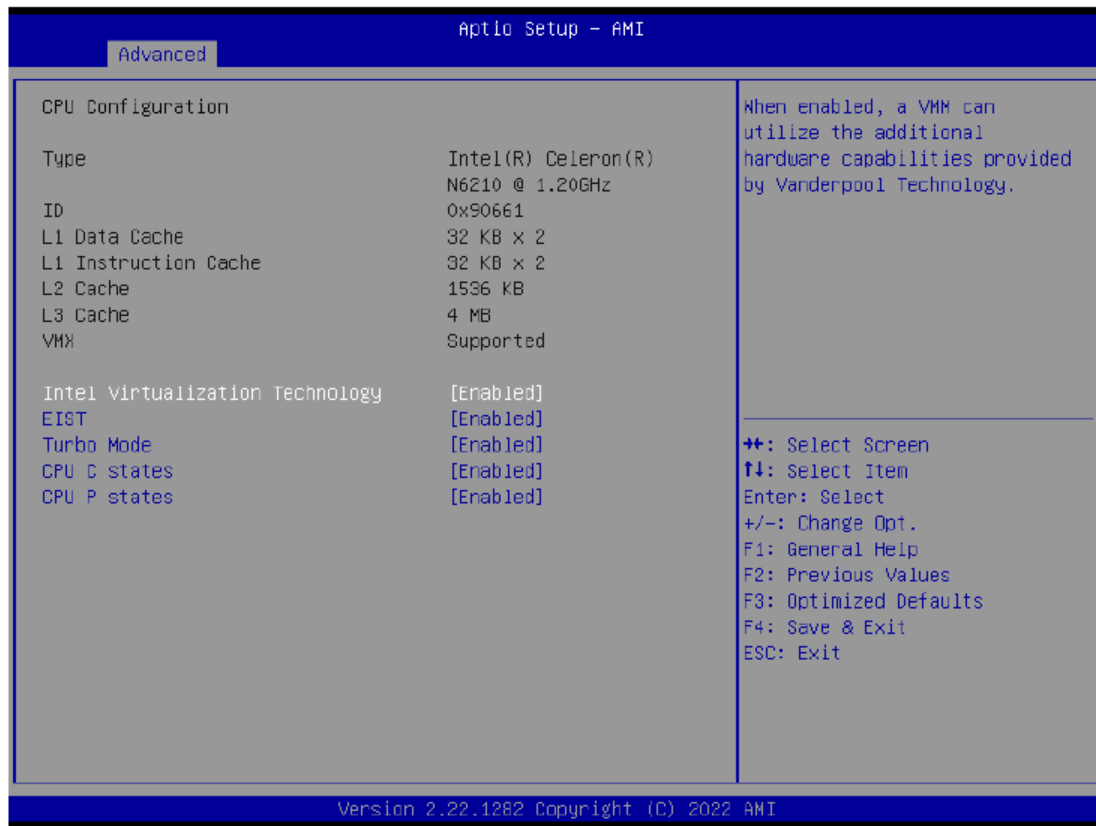 Aptio Setup - AMI
Advanced
CPU Configuration
Type Intel(R) Celeron(R)
N6210 @ 1.20GHz
ID 0x90661
L1 Data Cache 32 KB x 2
L1 Instruction Cache 32 KB x 2
L2 Cache 1536 KB
L3 Cache 4 MB
VMX Supported
Intel Virtualization Technology [Enabled]
EIST [Enabled]
Turbo Mode [Enabled]
CPU C states [Enabled]
CPU P states [Enabled]
When enabled, a VMM can
utilize the additional
hardware capabilities provided
by Vanderpool Technology.
→←: Select Screen
↑↓: Select Item
Enter: Select
+/-: Change Opt.
F1: General Help
F2: Previous Values
F3: Optimized Defaults
F4: Save & Exit
ESC: Exit
Version 2.22.1282 Copyright (C) 2022 AMI